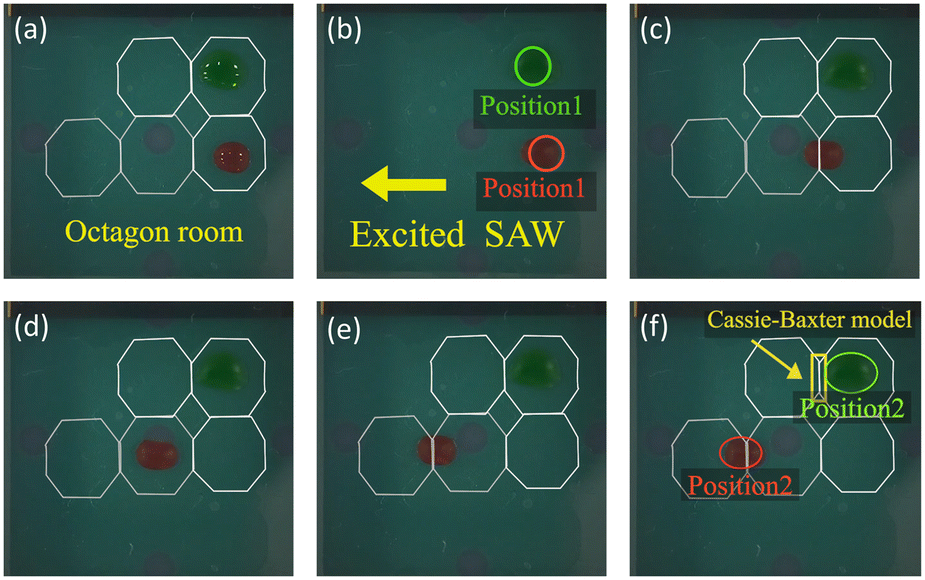 (a)
Octagon room
(b)
Position1
Position1
Excited SAW
(c)
(d)
(e)
(f)
Cassie-Baxter model
Position2
Position2